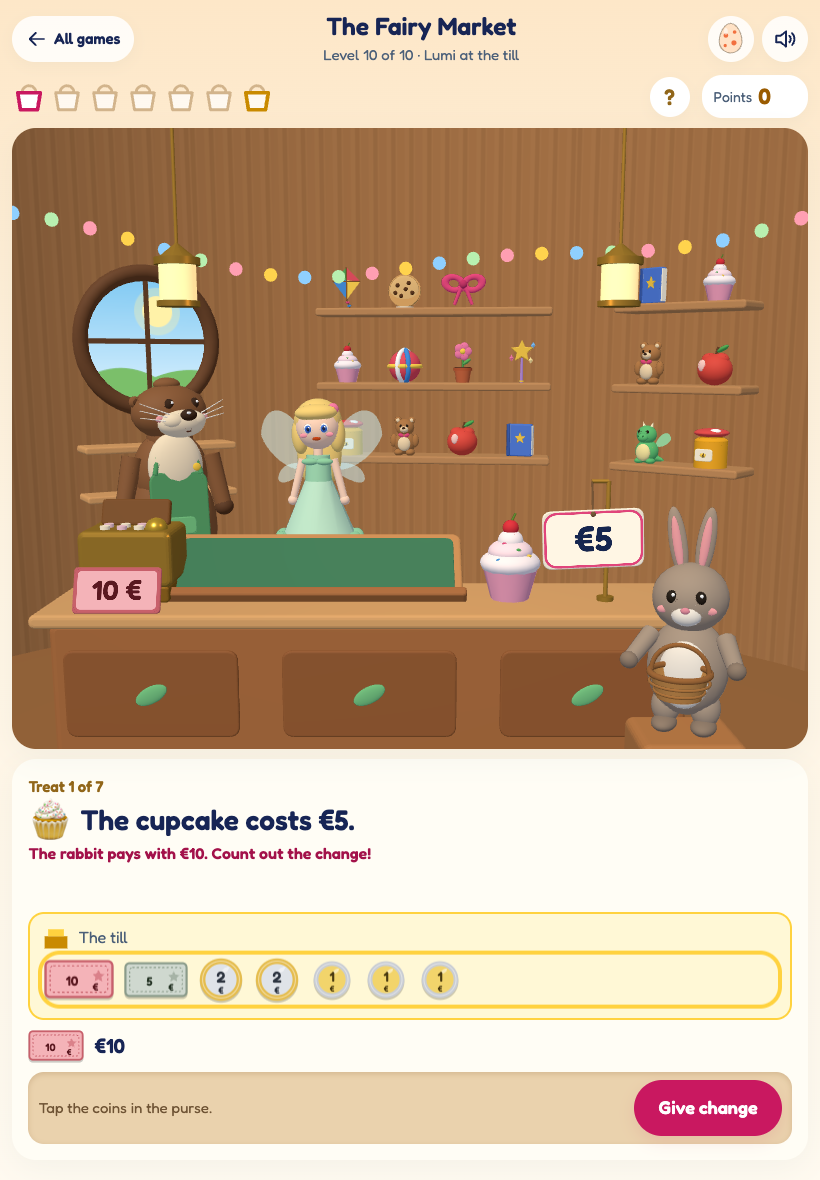 All games
The Fairy Market
Level 10 of 10 · Lumi at the till
?
Points 0
€5
10 €
Treat 1 of 7
The cupcake costs €5.
The rabbit pays with €10. Count out the change!
The till
10 € 5 € 2 € 2 € 1 € 1 € 1 €
10 € €10
Tap the coins in the purse.
Give change